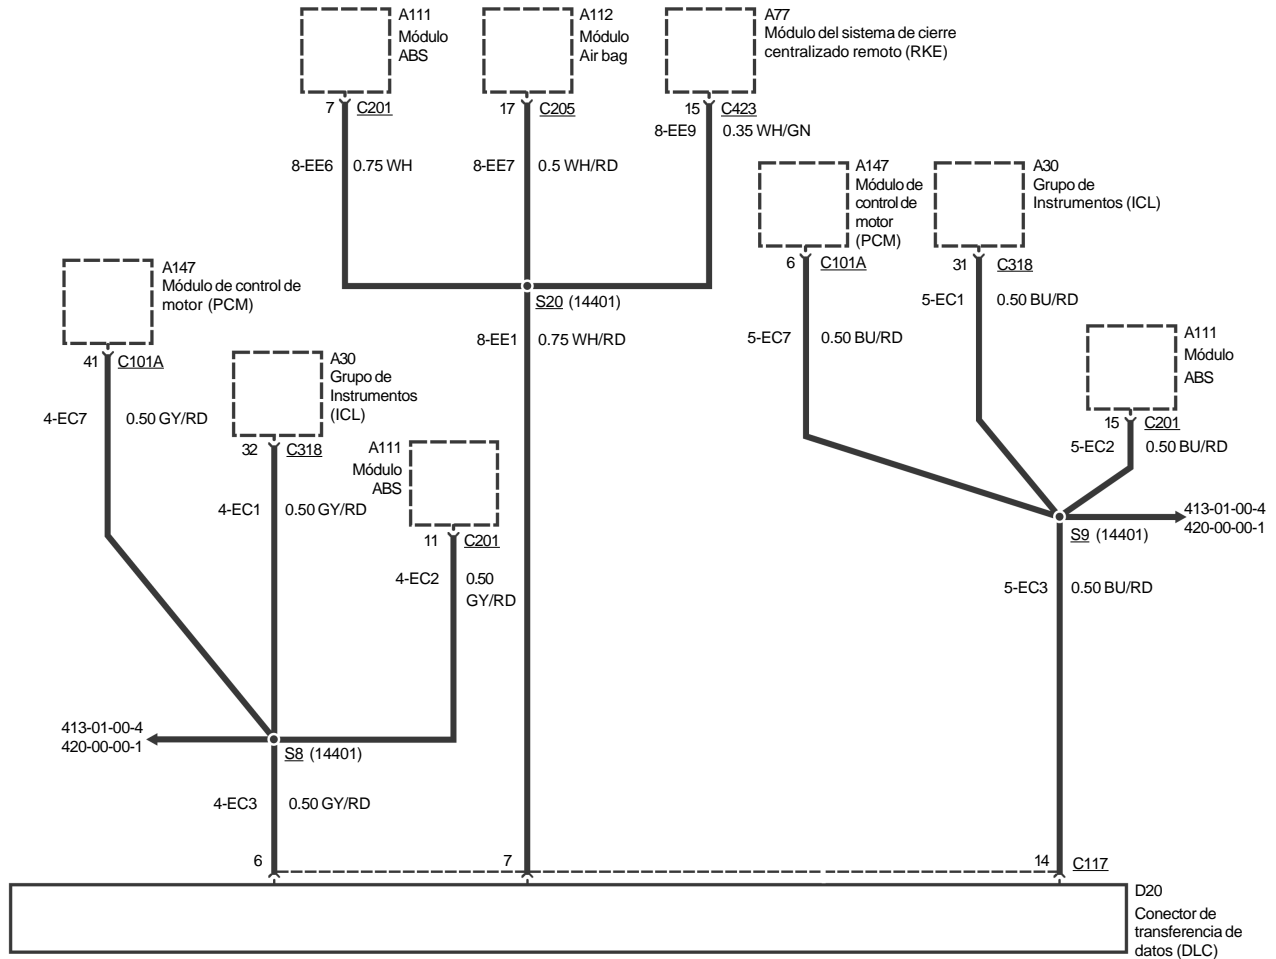 A111
Módulo
ABS
7 C201
8-EE6 0.75 WH
A112
Módulo
Air bag
17 C205
8-EE7 0.5 WH/RD
A77
Módulo del sistema de cierre
centralizado remoto (RKE)
15 C423
8-EE9 0.35 WH/GN
S20 (14401)
8-EE1 0.75 WH/RD
A147
Módulo de
control de
motor
(PCM)
6 C101A
5-EC7 0.50 BU/RD
A30
Grupo de
Instrumentos (ICL)
31 C318
5-EC1 0.50 BU/RD
A111
Módulo
ABS
15 C201
5-EC2 0.50 BU/RD
413-01-00-4
420-00-00-1
S9 (14401)
5-EC3 0.50 BU/RD
A147
Módulo de control de
motor (PCM)
41 C101A
4-EC7 0.50 GY/RD
A30
Grupo de
Instrumentos
(ICL)
32 C318
4-EC1 0.50 GY/RD
A111
Módulo
ABS
11 C201
4-EC2 0.50
GY/RD
413-01-00-4
420-00-00-1
S8 (14401)
4-EC3 0.50 GY/RD
6 7 14 C117
D20
Conector de
transferencia de
datos (DLC)